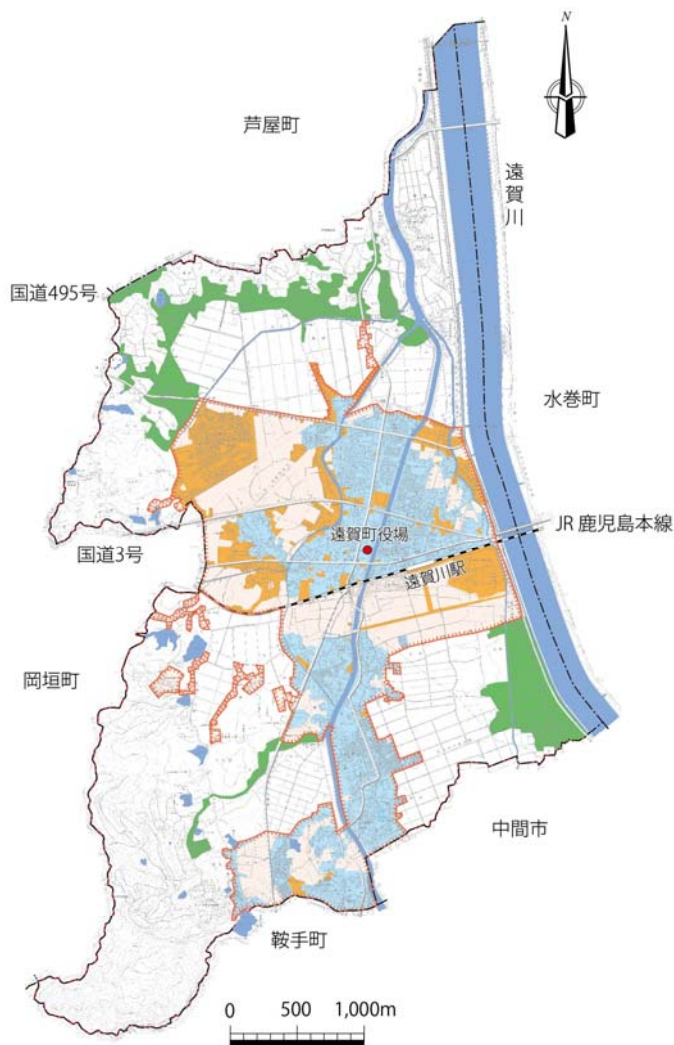 N
芦屋町
遠賀川
国道495号
水巻町
JR鹿児島本線
遠賀町役場
国道3号
遠賀川駅
岡垣町
中間市
鞍手町
0 500 1,000m